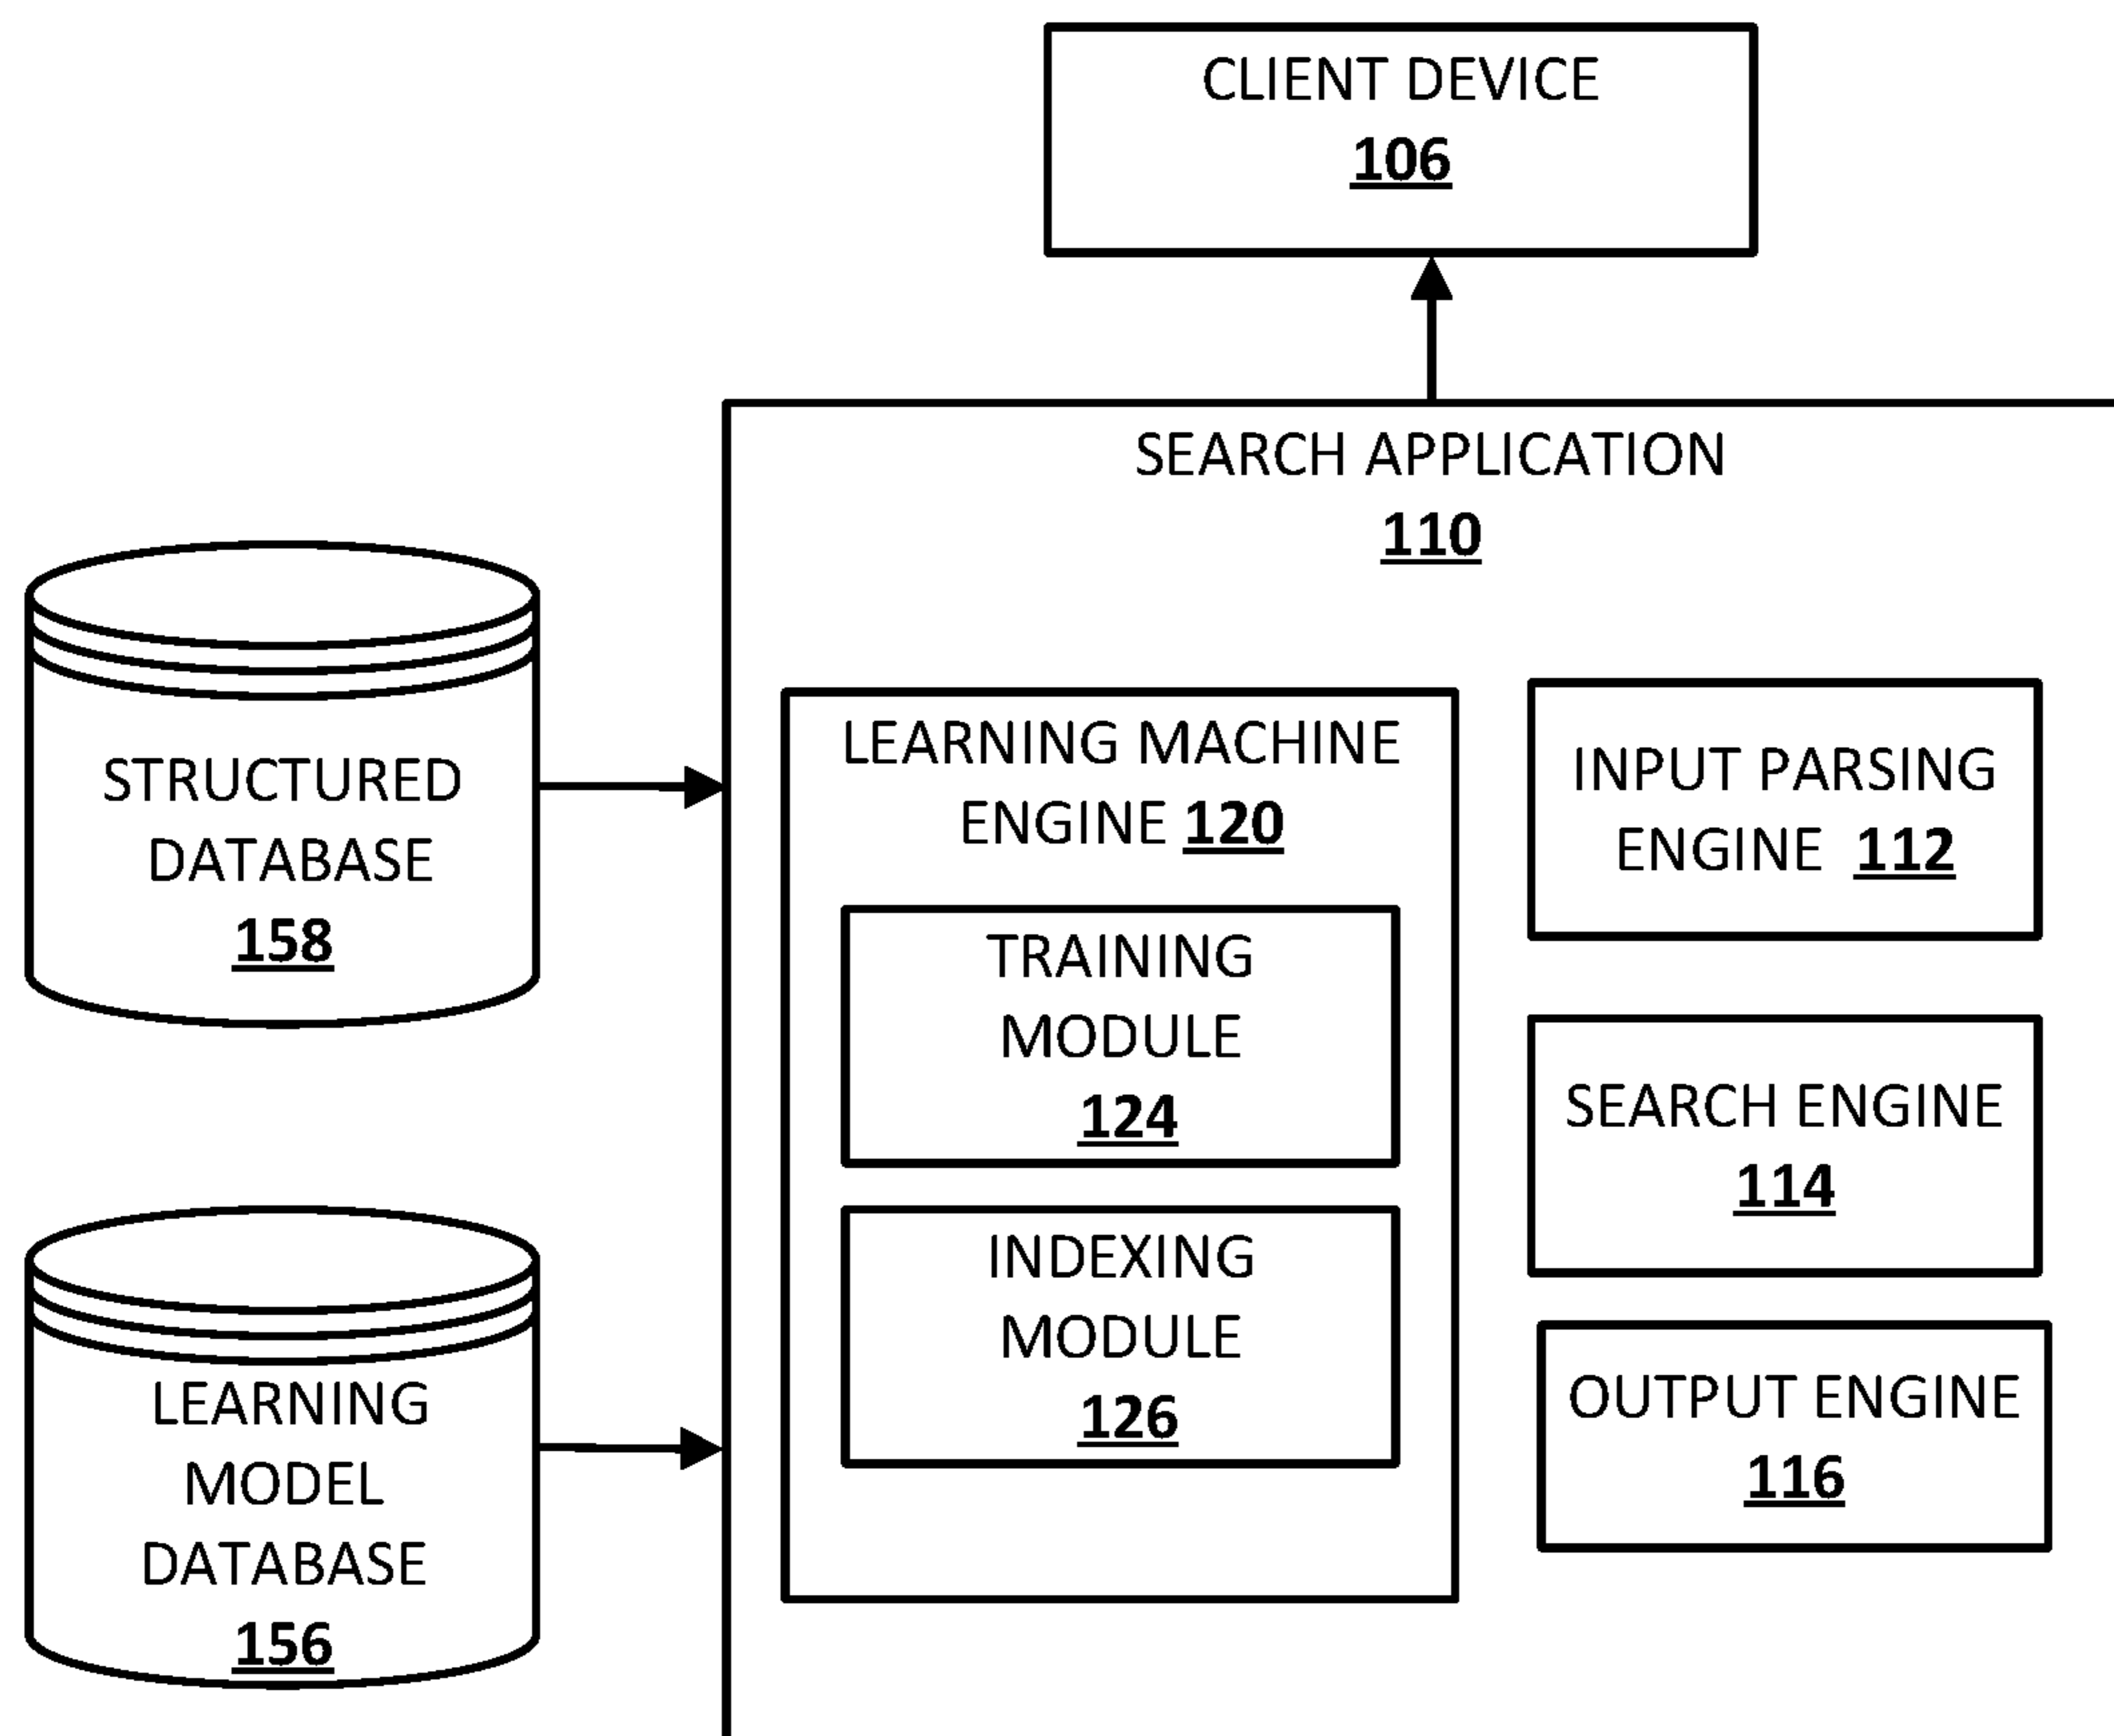 CLIENT DEVICE
106
SEARCH APPLICATION
110
STRUCTURED
DATABASE
158
LEARNING
MODEL
DATABASE
156
LEARNING MACHINE
ENGINE 120
TRAINING
MODULE
124
INDEXING
MODULE
126
INPUT PARSING
ENGINE 112
SEARCH ENGINE
114
OUTPUT ENGINE
116